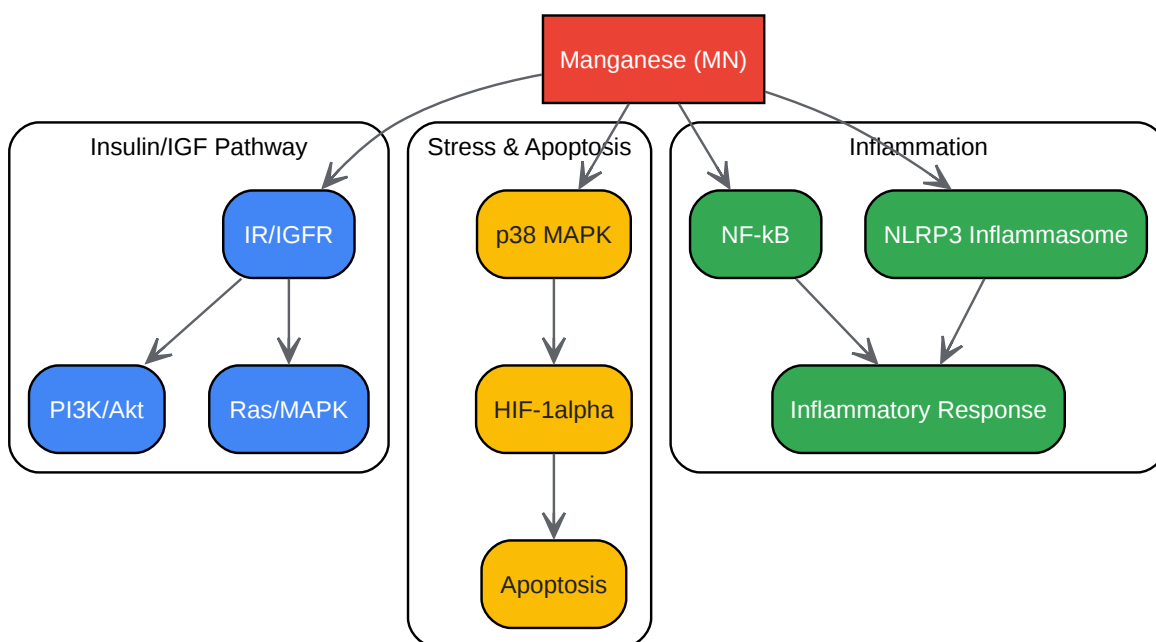 Manganese (MN)
Insulin/IGF Pathway
Stress & Apoptosis
Inflammation
IR/IGFR
p38 MAPK
NF-kB
NLRP3 Inflammasome
PI3K/Akt
Ras/MAPK
HIF-1alpha
Inflammatory Response
Apoptosis